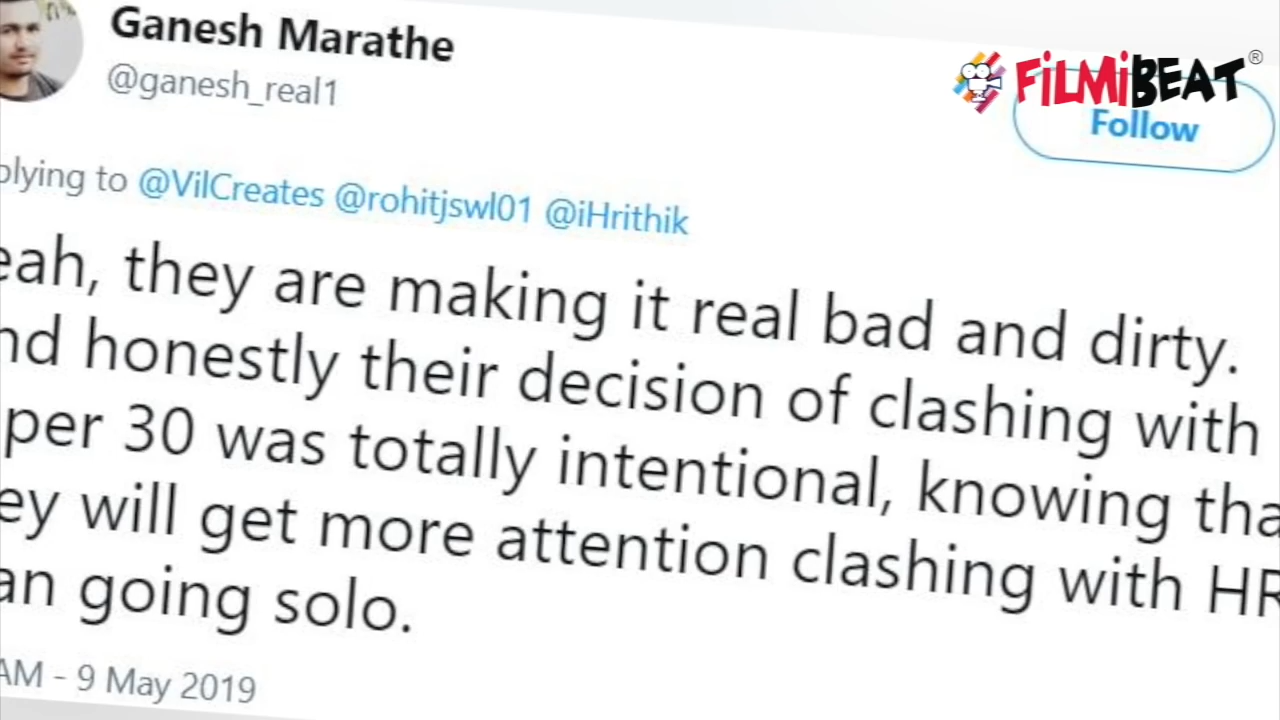 Ganesh Marathe
@ganesh_real1
FiLMiBEAT®
Follow
plying to @VilCreates @rohitjswl01 @iHrithik
eah, they are making it real bad and dirty.
nd honestly their decision of clashing with
per 30 was totally intentional, knowing tha
ey will get more attention clashing with HR
an going solo.
AM - 9 May 2019